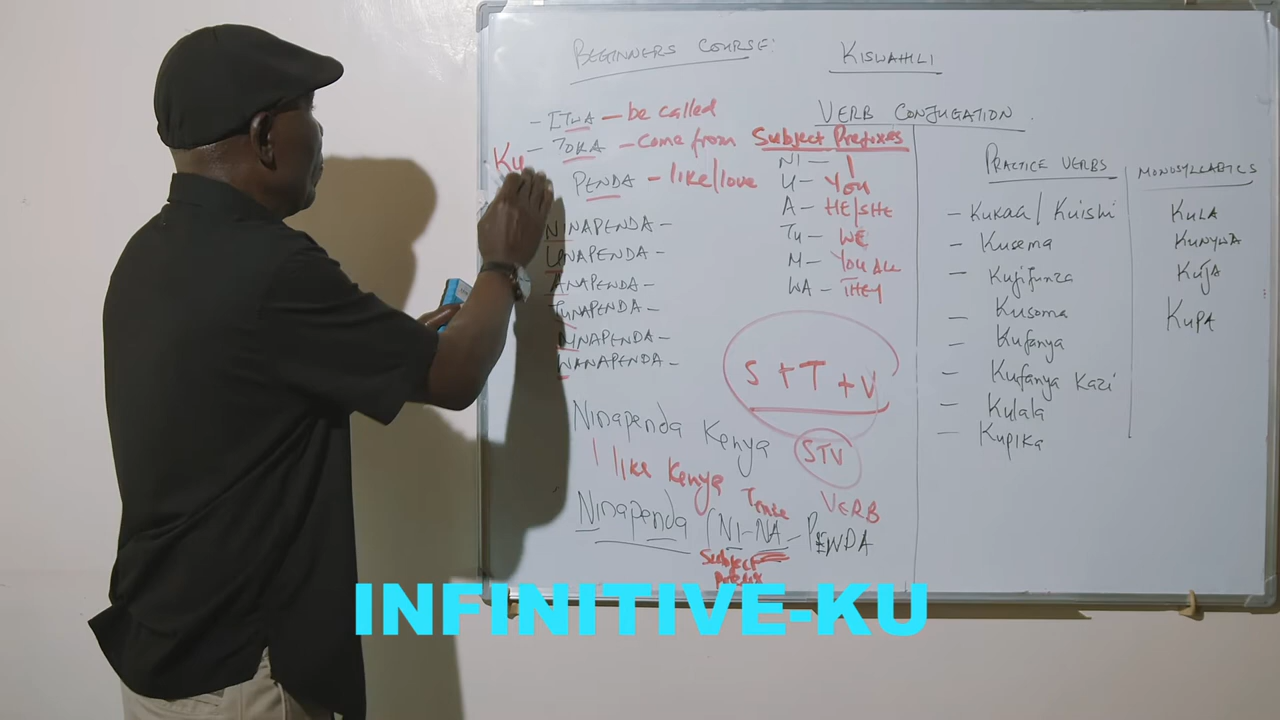 BEGINNERS COURSE:
KISWAHILI
VERB CONJUGATION
- ITWA - be called
- TOKA - come from
Ku
PENDA - like/love
NINAPENDA -
UNAPENDA -
ANAPENDA -
TUNAPENDA -
MNAPENDA -
WANAPENDA -
Subject Prefixes
NI - I
U - YOU
A - HE/SHE
TU - WE
M - YOU ALL
WA - THEY
S + T + V
STV
Ninapenda Kenya
I like Kenya
Tense VERB
Ninapenda (NI-NA-PENDA
Subject
prefix
PRACTICE VERBS
- Kukaa / Kuishi
- Kusema
- Kujifunza
Kusoma
- Kufanya
- Kufanya Kazi
- Kulala
- Kupika
MONOSYLLABICS
KULA
KUNYWA
KUJA
KUPA
INFINITIVE-KU